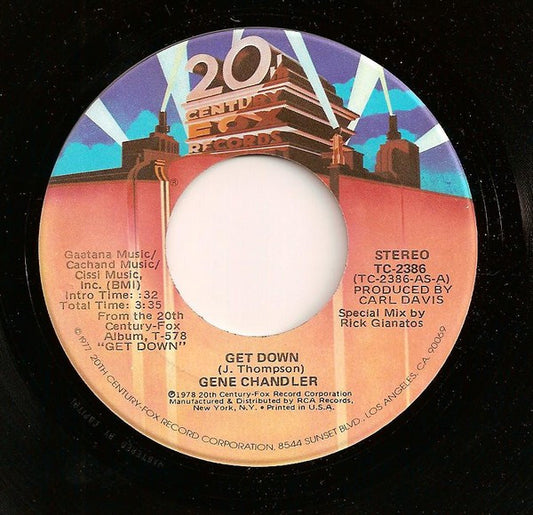 20th
CENTURY
FOX
RECORDS
®
Gaetana Music/
Cachand Music/
Cissi Music,
Inc. (BMI)
Intro Time: :32
Total Time: 3:35
From the 20th
Century-Fox
Album, T-578
"GET DOWN"
STEREO
TC-2386
(TC-2386-AS-A)
PRODUCED BY
CARL DAVIS
Special Mix by
Rick Gianatos
GET DOWN
(J. Thompson)
GENE CHANDLER
℗1978 20th Century-Fox Record Corporation
Manufactured & Distributed by RCA Records,
New York, N.Y. • Printed in U.S.A.
©1977, 20TH CENTURY-FOX RECORD CORPORATION, 8544 SUNSET BLVD., LOS ANGELES, CA. 90069
MASTERED BY CAPITOL